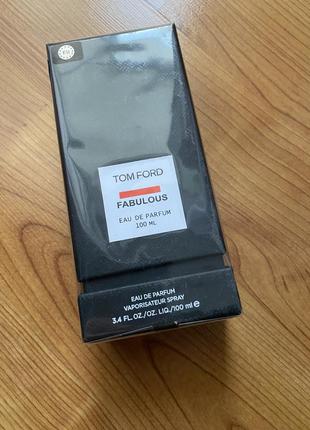 TOM FORD
FABULOUS
EAU DE PARFUM
100 ML
EAU DE PARFUM
VAPORISATEUR SPRAY
3.4 FL.OZ./OZ. LIQ./100 ml ℮